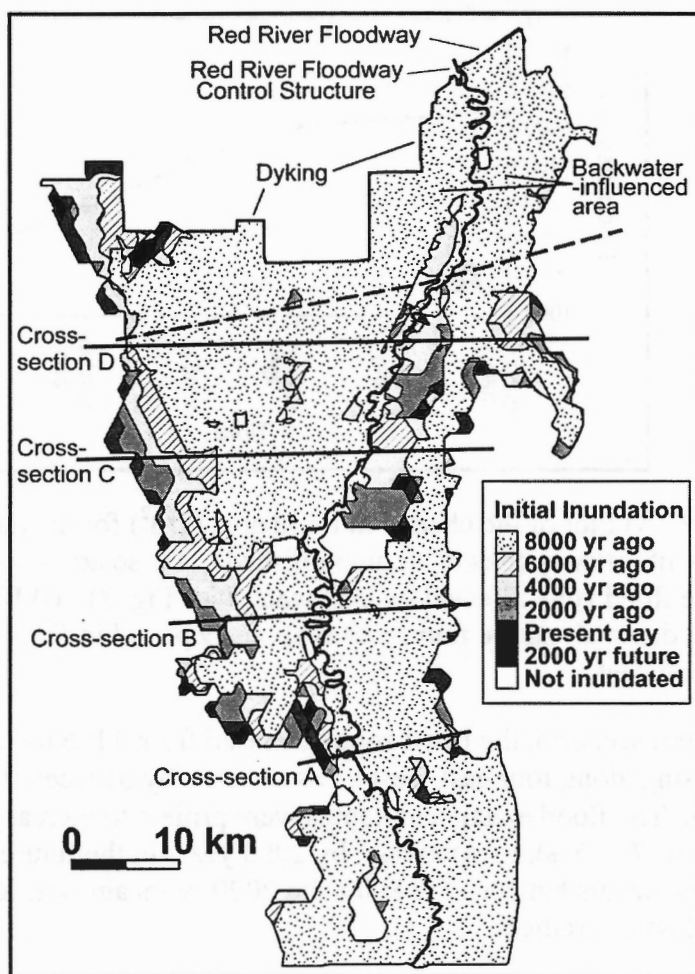 Red River Floodway
Red River Floodway
Control Structure
Dyking
Backwater
-influenced
area
Cross-
section D
Cross-
section C
Initial Inundation
8000 yr ago
6000 yr ago
4000 yr ago
2000 yr ago
Present day
2000 yr future
Not inundated
Cross-section B
Cross-section A
0 10 km